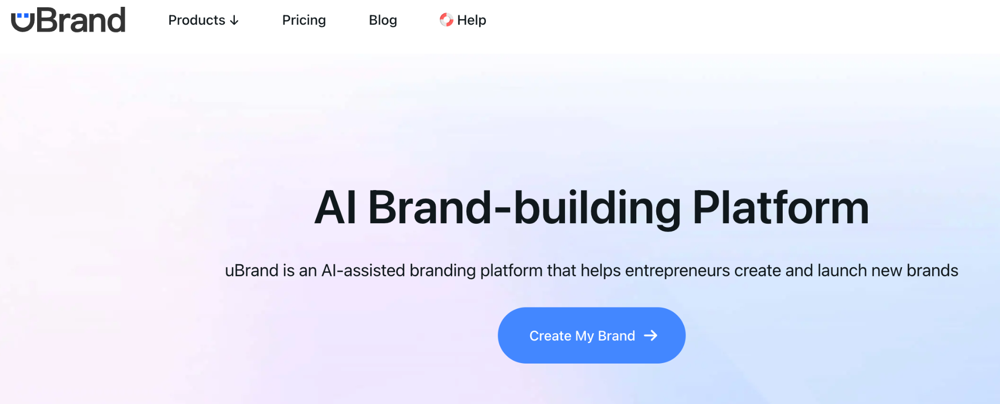 uBrand
Products ↓
Pricing
Blog
Help
AI Brand-building Platform
uBrand is an AI-assisted branding platform that helps entrepreneurs create and launch new brands
Create My Brand →